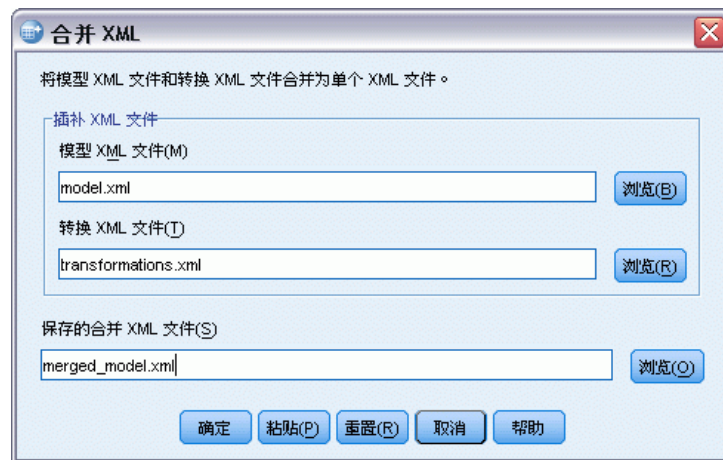 合并 XML
将模型 XML 文件和转换 XML 文件合并为单个 XML 文件。
插补 XML 文件
模型 XML 文件(M)
model.xml
浏览(B)
转换 XML 文件(T)
transformations.xml
浏览(R)
保存的合并 XML 文件(S)
merged_model.xml
浏览(O)
确定 粘贴(P) 重置(R) 取消 帮助